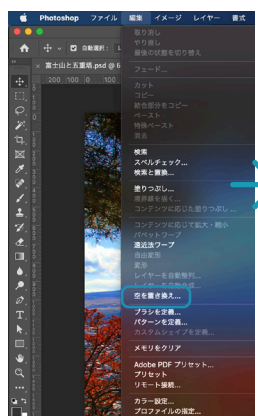 Photoshop ファイル 編集 イメージ レイヤー 書式
取り消し
やり直し
最後の状態を切り替え
フェード...
自動選択：
カット
コピー
結合部分をコピー
ペースト
特殊ペースト
消去
富士山と五重塔.psd @ 6
200 100 0 100
検索
スペルチェック...
検索と置換...
塗りつぶし...
境界線を描く...
コンテンツに応じた塗りつぶし...
コンテンツに応じて拡大・縮小
パペットワープ
遠近法ワープ
自由変形
変形
レイヤーを自動整列...
レイヤーを自動合成...
空を置き換え...
ブラシを定義...
パターンを定義...
カスタムシェイプを定義...
メモリをクリア
Adobe PDF プリセット...
プリセット
リモート接続...
カラー設定...
プロファイルの指定...